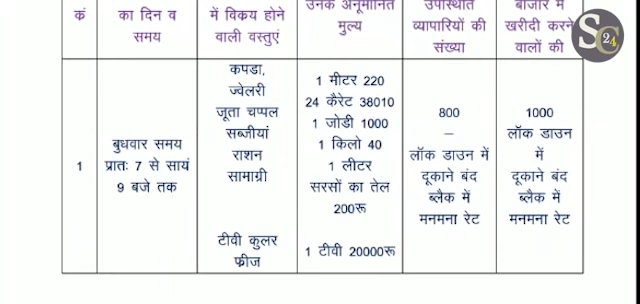 कं
का दिन व
समय
में विक्रय होने
वाली वस्तुएं
उनके अनुमानित
मुल्य
उपस्थिति
व्यापारियों की
संख्या
बाजार में
खरीदी करने
वालों की
SC 24
1
बुधवार समय
प्रातः 7 से सायं
9 बजे तक
कपडा,
ज्वेलरी
जूता चप्पल
सब्जीयां
राशन
सामाग्री
टीवी कुलर
फ्रीज
1 मीटर 220
24 कैरेट 38010
1 जोडी 1000
1 किलो 40
1 लीटर
सरसों का तेल
200रू
1 टीवी 20000रू
800
–
लॉक डाउन में
दूकाने बंद
ब्लैक में
मनमना रेट
1000
लॉक डाउन
में
दूकाने बंद
ब्लैक में
मनमना रेट